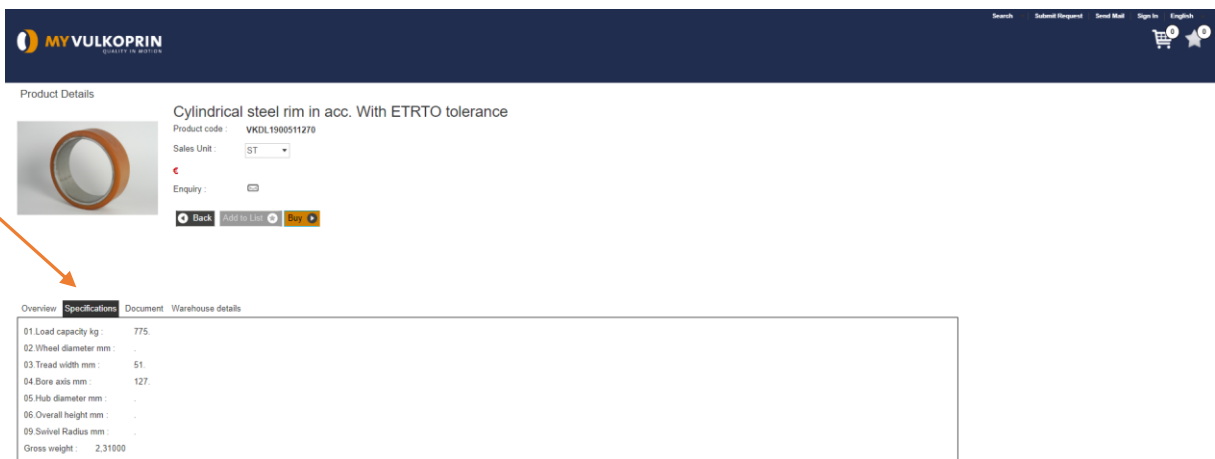 Search Submit Request Send Mail Sign In English
MY VULKOPRIN
QUALITY IN MOTION
0 0
Product Details
Cylindrical steel rim in acc. With ETRTO tolerance
Product code : VKDL1900511270
Sales Unit : ST
€
Enquiry :
Back Add to List Buy
Overview Specifications Document Warehouse details
01.Load capacity kg : 775.
02.Wheel diameter mm : .
03.Tread width mm : 51.
04.Bore axis mm : 127.
05.Hub diameter mm : .
06.Overall height mm : .
09.Swivel Radius mm : .
Gross weight : 2,31000